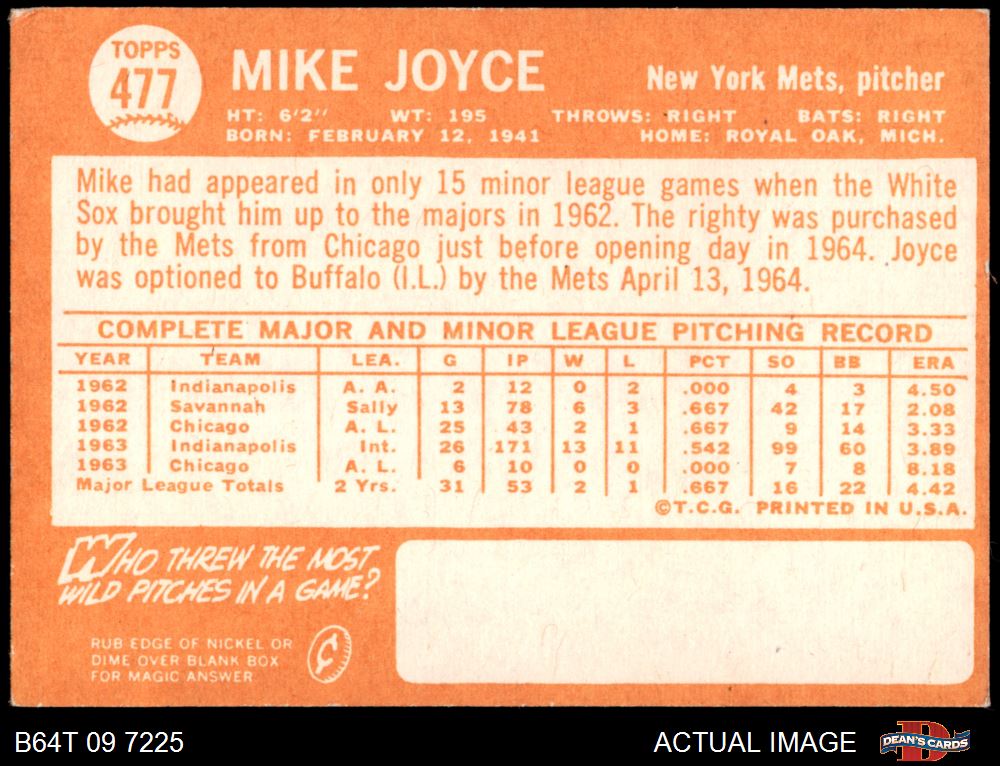 TOPPS
477
MIKE JOYCE
New York Mets, pitcher
HT: 6'2" WT: 195 THROWS: RIGHT BATS: RIGHT
BORN: FEBRUARY 12, 1941 HOME: ROYAL OAK, MICH.
Mike had appeared in only 15 minor league games when the White
Sox brought him up to the majors in 1962. The righty was purchased
by the Mets from Chicago just before opening day in 1964. Joyce
was optioned to Buffalo (I.L.) by the Mets April 13, 1964.
COMPLETE MAJOR AND MINOR LEAGUE PITCHING RECORD
YEAR TEAM LEA. G IP W L PCT SO BB ERA
1962 Indianapolis A. A. 2 12 0 2 .000 4 3 4.50
1962 Savannah Sally 13 78 6 3 .667 42 17 2.08
1962 Chicago A. L. 25 43 2 1 .667 9 14 3.33
1963 Indianapolis Int. 26 171 13 11 .542 99 60 3.89
1963 Chicago A. L. 6 10 0 0 .000 7 8 8.18
Major League Totals 2 Yrs. 31 53 2 1 .667 16 22 4.42
©T.C.G. PRINTED IN U.S.A.
WHO THREW THE MOST
WILD PITCHES IN A GAME?
RUB EDGE OF NICKEL OR
DIME OVER BLANK BOX
FOR MAGIC ANSWER
¢
B64T 09 7225
ACTUAL IMAGE
D
DEAN'S CARDS